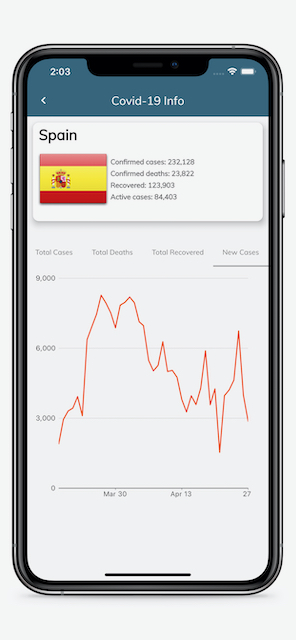 2:03
Covid-19 Info
Spain
Confirmed cases: 232,128
Confirmed deaths: 23,822
Recovered: 123,903
Active cases: 84,403
Total Cases Total Deaths Total Recovered New Cases
9,000
6,000
3,000
0
Mar 30 Apr 13 27